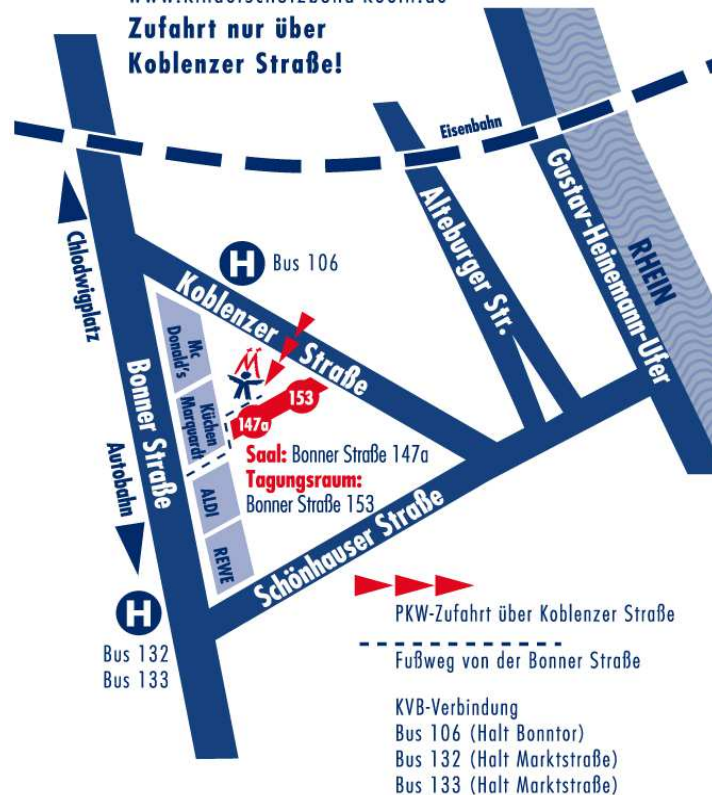 Zufahrt nur über
Koblenzer Straße!
Eisenbahn
Gustav-Heinemann-Ufer
RHEIN
Alteburger Str.
Chlodwigplatz
H Bus 106
Koblenzer Straße
Mc
Donald's
Küchen
Marquardt
ALDI
REWE
Bonner Straße
Autobahn
153
147a
Saal: Bonner Straße 147a
Tagungsraum:
Bonner Straße 153
Schönhauser Straße
H
Bus 132
Bus 133
PKW-Zufahrt über Koblenzer Straße
Fußweg von der Bonner Straße
KVB-Verbindung
Bus 106 (Halt Bonntor)
Bus 132 (Halt Marktstraße)
Bus 133 (Halt Marktstraße)